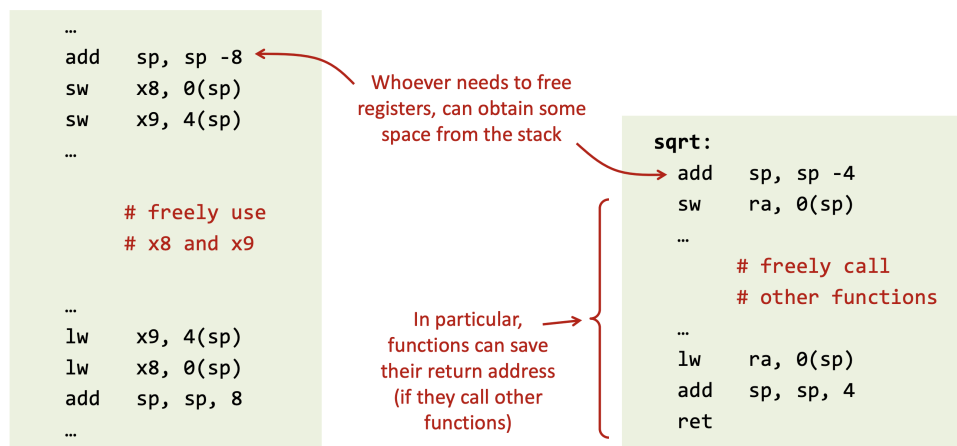 …
add sp, sp -8
sw x8, 0(sp)
sw x9, 4(sp)
…
# freely use
# x8 and x9
…
lw x9, 4(sp)
lw x8, 0(sp)
add sp, sp, 8
…
Whoever needs to free
registers, can obtain some
space from the stack
In particular,
functions can save
their return address
(if they call other
functions)
sqrt:
add sp, sp -4
sw ra, 0(sp)
…
# freely call
# other functions
…
lw ra, 0(sp)
add sp, sp, 4
ret